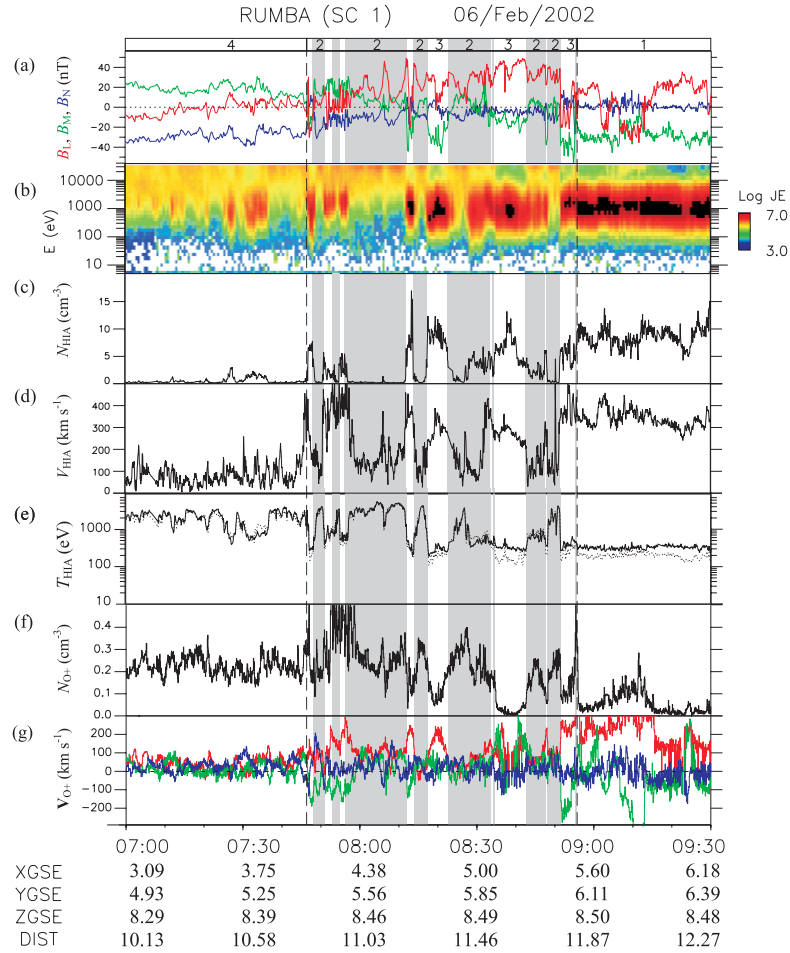 RUMBA (SC 1) 06/Feb/2002
4 2 2 3 2 3 2 2 3 1
(a)
B_L, B_M, B_N (nT)
40
20
0
-20
-40
(b)
E (eV)
10000
1000
100
10
Log JE
7.0
3.0
(c)
N_HIA (cm⁻³)
15
10
5
0
(d)
V_HIA (km s⁻¹)
400
300
200
100
0
(e)
T_HIA (eV)
1000
100
10
(f)
N_O+ (cm⁻³)
0.4
0.3
0.2
0.1
0.0
(g)
V_O+ (km s⁻¹)
200
100
0
-100
-200
07:00 07:30 08:00 08:30 09:00 09:30
XGSE 3.09 3.75 4.38 5.00 5.60 6.18
YGSE 4.93 5.25 5.56 5.85 6.11 6.39
ZGSE 8.29 8.39 8.46 8.49 8.50 8.48
DIST 10.13 10.58 11.03 11.46 11.87 12.27